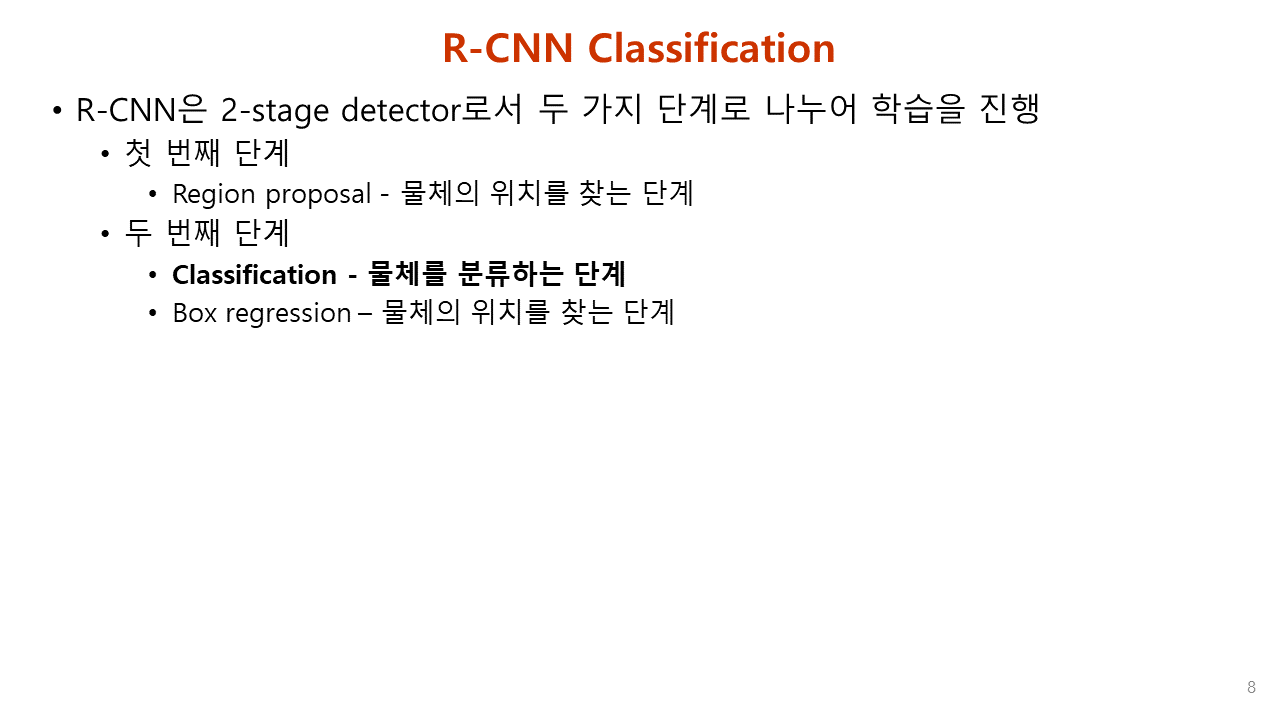 R-CNN Classification
• R-CNN은 2-stage detector로서 두 가지 단계로 나누어 학습을 진행
• 첫 번째 단계
• Region proposal - 물체의 위치를 찾는 단계
• 두 번째 단계
• Classification - 물체를 분류하는 단계
• Box regression – 물체의 위치를 찾는 단계
8